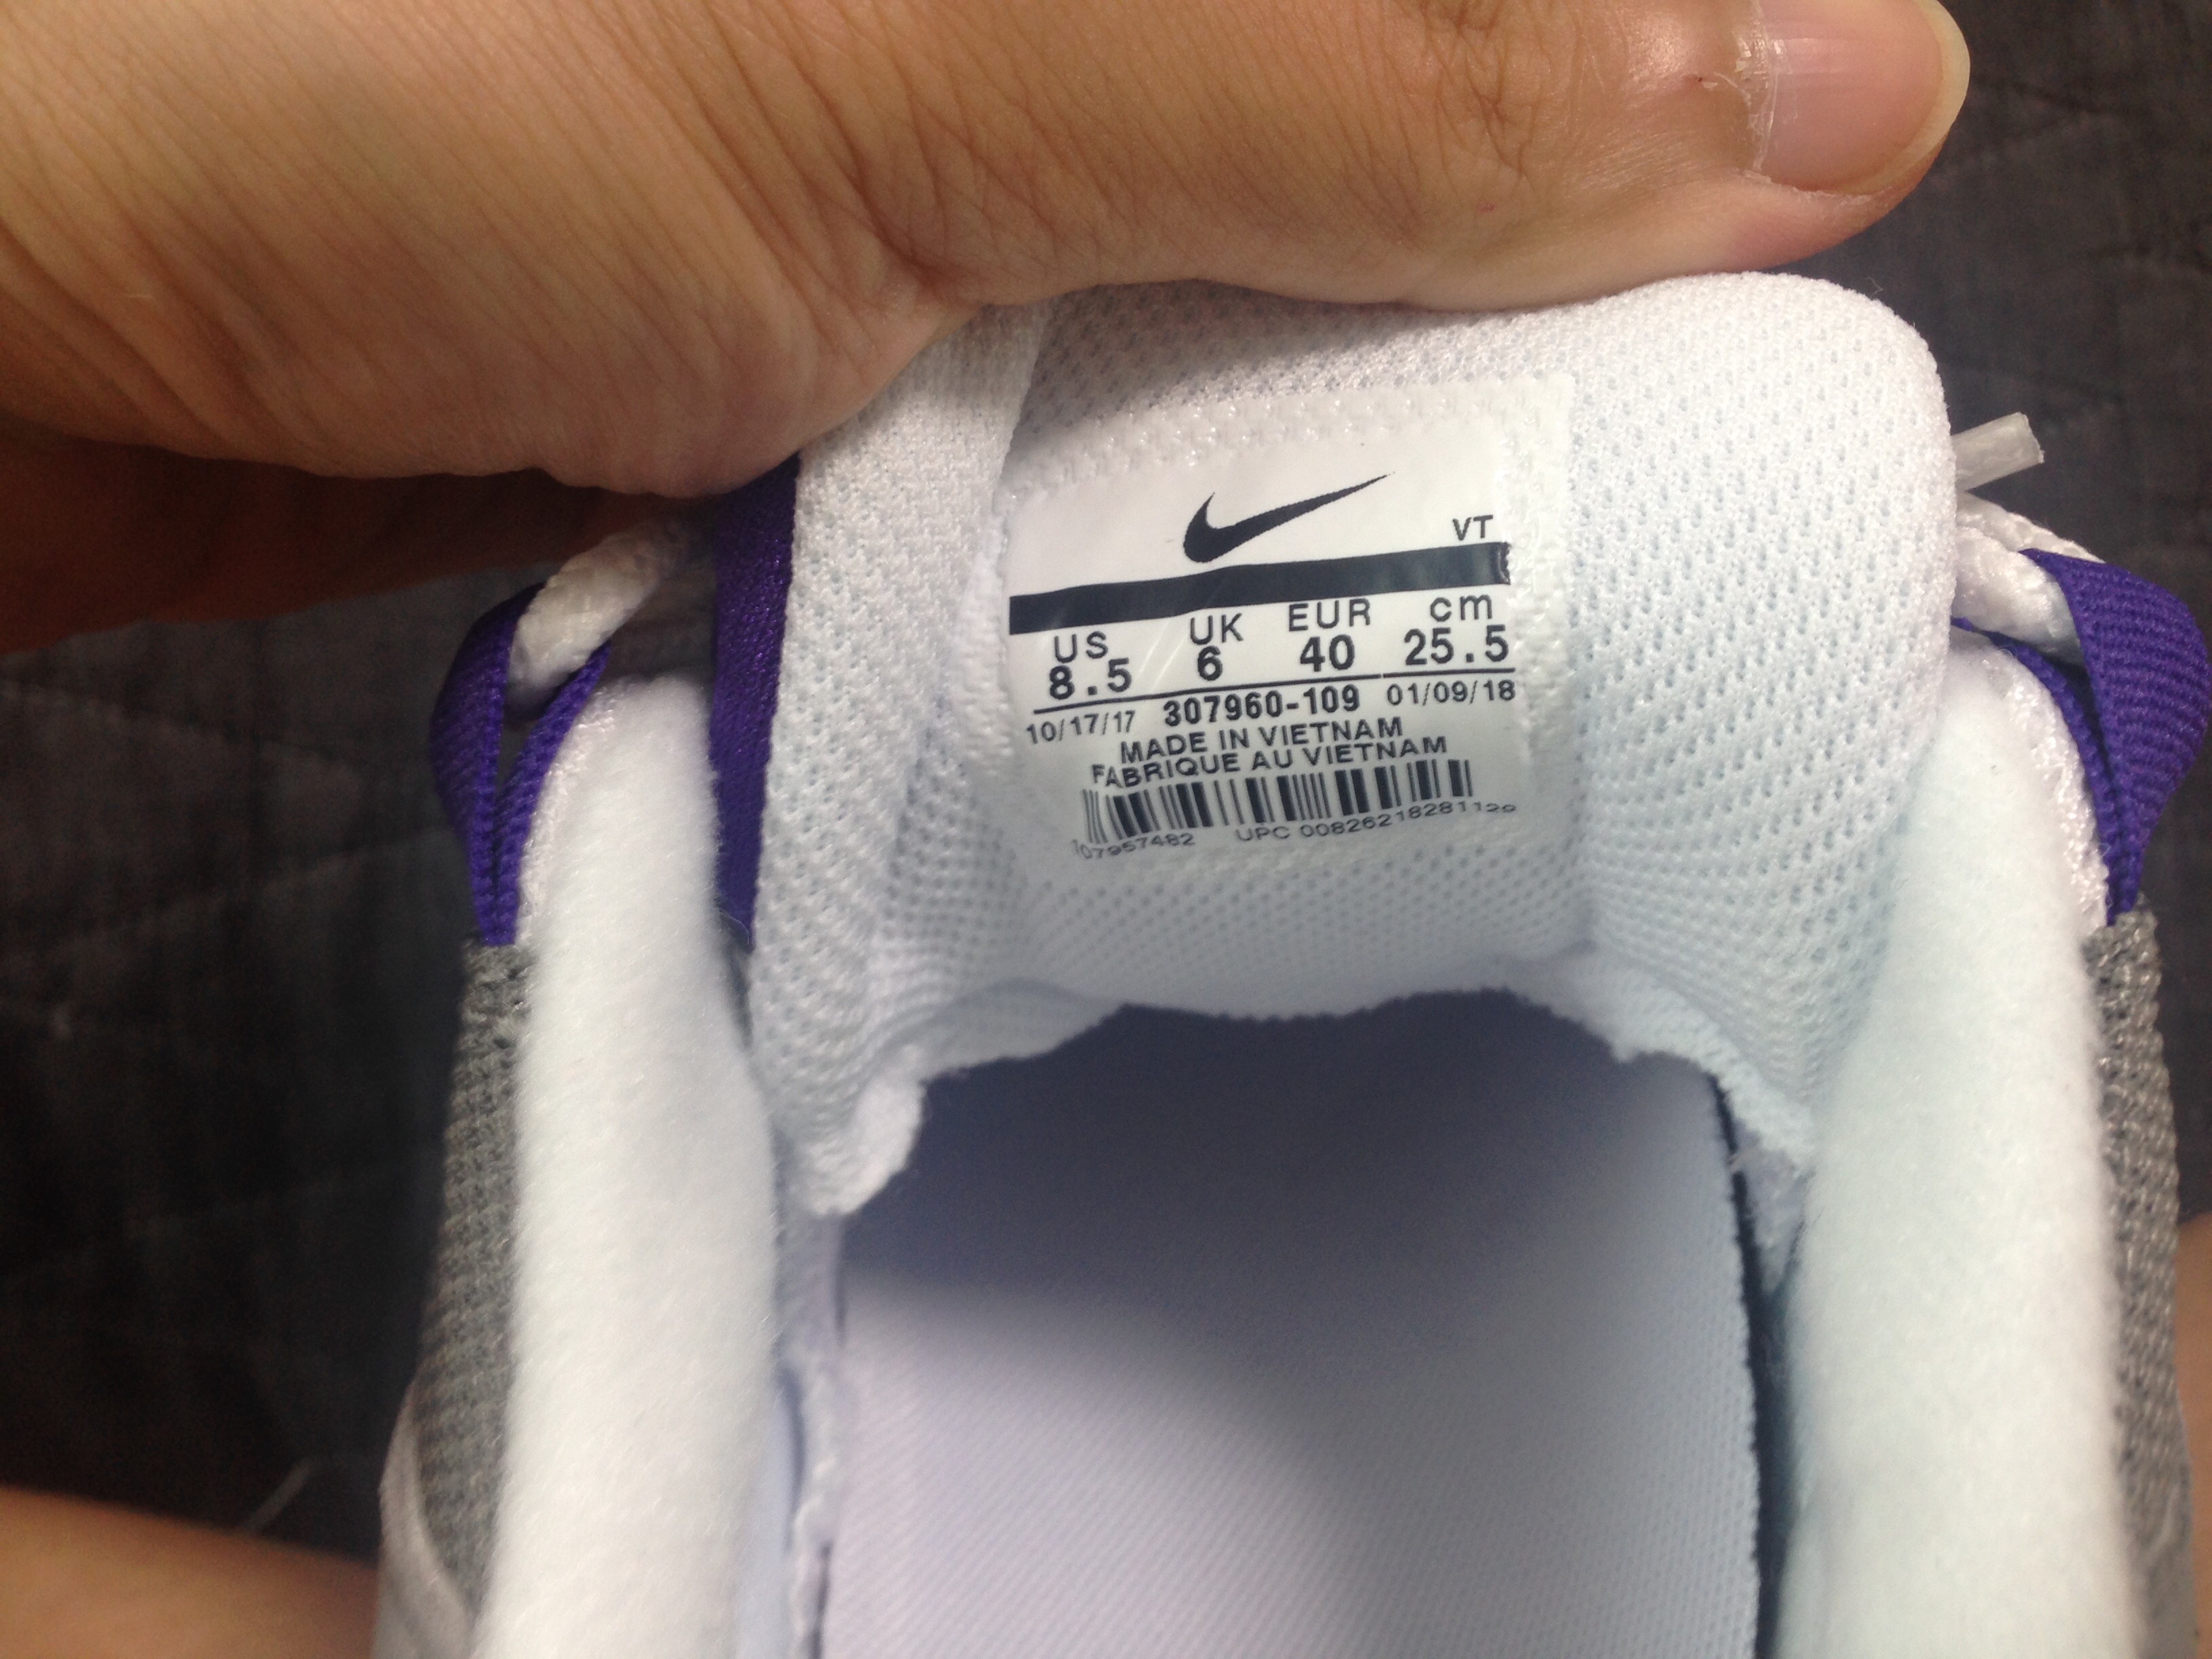 VT
US UK EUR cm
8.5 6 40 25.5
10/17/17 307960-109 01/09/18
MADE IN VIETNAM
FABRIQUE AU VIETNAM
UPC